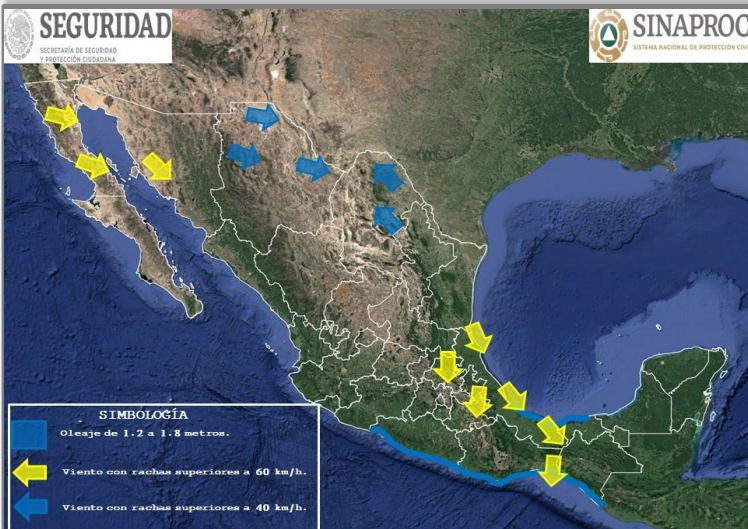 SEGURIDAD
SECRETARÍA DE SEGURIDAD
Y PROTECCIÓN CIUDADANA
SINAPROC
SISTEMA NACIONAL DE PROTECCIÓN CIVI
SIMBOLOGÍA
Oleaje de 1.2 a 1.8 metros.
Viento con rachas superiores a 60 km/h.
Viento con rachas superiores a 40 km/h.